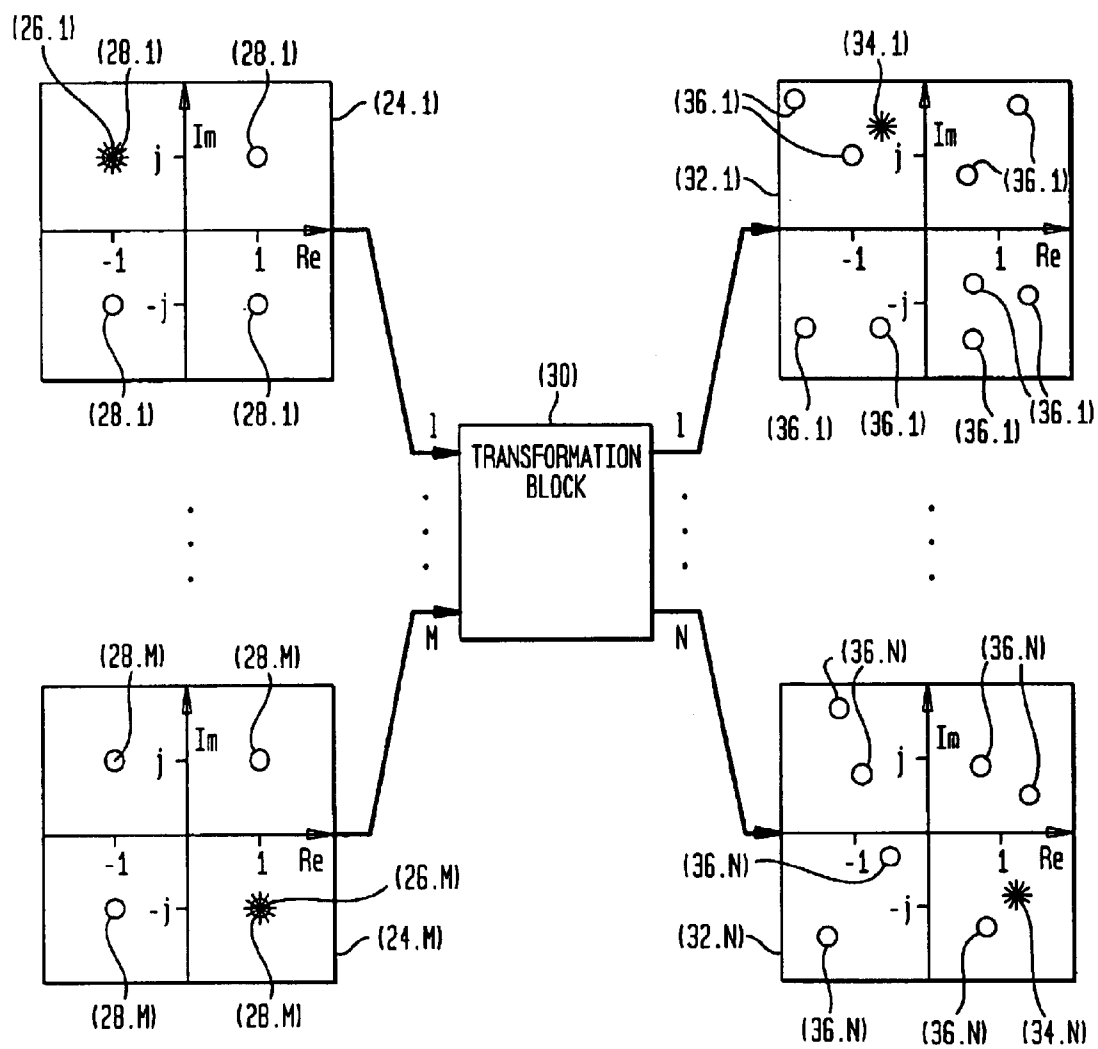 (26.1)
(28.1)
(28.1)
(24.1)
Im
j
-1
1
Re
-j
(28.1)
(28.1)
(34.1)
(36.1)
(32.1)
Im
j
(36.1)
-1
1
Re
-j
(36.1)
(36.1)
(36.1)
(36.1)
(30)
1
TRANSFORMATION
BLOCK
1
M
N
(28.M)
(28.M)
Im
j
-1
1
Re
-j
(26.M)
(24.M)
(28.M)
(28.M)
(36.N)
(36.N)
Im
j
(36.N)
-1
1
Re
-j
(32.N)
(36.N)
(36.N)
(34.N)